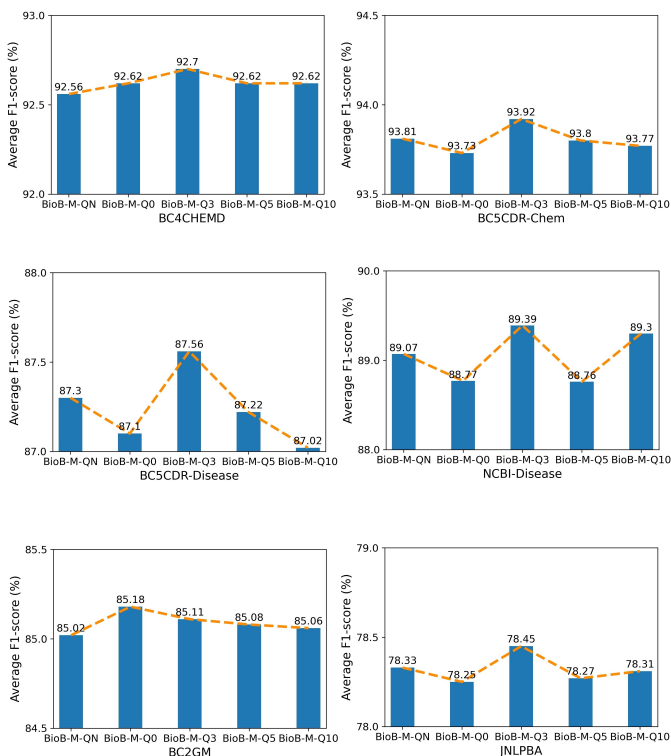 93.0
92.5
92.0
Average F1-score (%)
92.56
92.62
92.7
92.62
92.62
BioB-M-QN BioB-M-Q0 BioB-M-Q3 BioB-M-Q5 BioB-M-Q10
BC4CHEMD
94.5
94.0
93.5
Average F1-score (%)
93.81
93.73
93.92
93.8
93.77
BioB-M-QN BioB-M-Q0 BioB-M-Q3 BioB-M-Q5 BioB-M-Q10
BC5CDR-Chem
88.0
87.5
87.0
Average F1-score (%)
87.3
87.1
87.56
87.22
87.02
BioB-M-QN BioB-M-Q0 BioB-M-Q3 BioB-M-Q5 BioB-M-Q10
BC5CDR-Disease
90.0
89.0
88.0
Average F1-score (%)
89.07
88.77
89.39
88.76
89.3
BioB-M-QN BioB-M-Q0 BioB-M-Q3 BioB-M-Q5 BioB-M-Q10
NCBI-Disease
85.5
85.0
84.5
Average F1-score (%)
85.02
85.18
85.11
85.08
85.06
BioB-M-QN BioB-M-Q0 BioB-M-Q3 BioB-M-Q5 BioB-M-Q10
BC2GM
79.0
78.5
78.0
Average F1-score (%)
78.33
78.25
78.45
78.27
78.31
BioB-M-QN BioB-M-Q0 BioB-M-Q3 BioB-M-Q5 BioB-M-Q10
JNLPBA